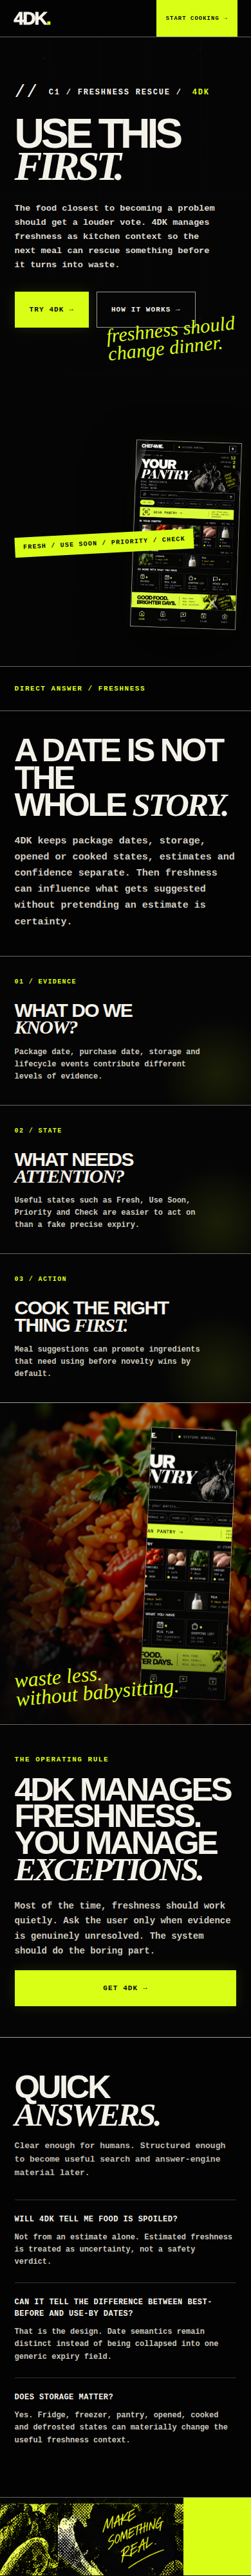 4DK.
START COOKING →
// C1 / FRESHNESS RESCUE / 4DK
USE THIS
FIRST.
The food closest to becoming a problem
should get a louder vote. 4DK manages
freshness as kitchen context so the
next meal can rescue something before
it turns into waste.
TRY 4DK →
HOW IT WORKS →
freshness should
change dinner.
CHEF4ME.
YOUR
PANTRY
SCAN PANTRY →
GOOD FOOD.
BRIGHTER DAYS.
FRESH / USE SOON / PRIORITY / CHECK
DIRECT ANSWER / FRESHNESS
A DATE IS NOT
THE
WHOLE STORY.
4DK keeps package dates, storage,
opened or cooked states, estimates and
confidence separate. Then freshness
can influence what gets suggested
without pretending an estimate is
certainty.
01 / EVIDENCE
WHAT DO WE
KNOW?
Package date, purchase date, storage and
lifecycle events contribute different
levels of evidence.
02 / STATE
WHAT NEEDS
ATTENTION?
Useful states such as Fresh, Use Soon,
Priority and Check are easier to act on
than a fake precise expiry.
03 / ACTION
COOK THE RIGHT
THING FIRST.
Meal suggestions can promote ingredients
that need using before novelty wins by
default.
UR
NTRY
AN PANTRY →
MEAL PLAN
SHOPPING LIST
FOOD.
TER DAYS.
waste less.
without babysitting.
THE OPERATING RULE
4DK MANAGES
FRESHNESS.
YOU MANAGE
EXCEPTIONS.
Most of the time, freshness should work
quietly. Ask the user only when evidence
is genuinely unresolved. The system
should do the boring part.
GET 4DK →
QUICK
ANSWERS.
Clear enough for humans. Structured enough
to become useful search and answer-engine
material later.
WILL 4DK TELL ME FOOD IS SPOILED?
Not from an estimate alone. Estimated freshness
is treated as uncertainty, not a safety
verdict.
CAN IT TELL THE DIFFERENCE BETWEEN BEST-
BEFORE AND USE-BY DATES?
That is the design. Date semantics remain
distinct instead of being collapsed into one
generic expiry field.
DOES STORAGE MATTER?
Yes. Fridge, freezer, pantry, opened, cooked
and defrosted states can materially change the
useful freshness context.
MAKE
SOMETHING
REAL.